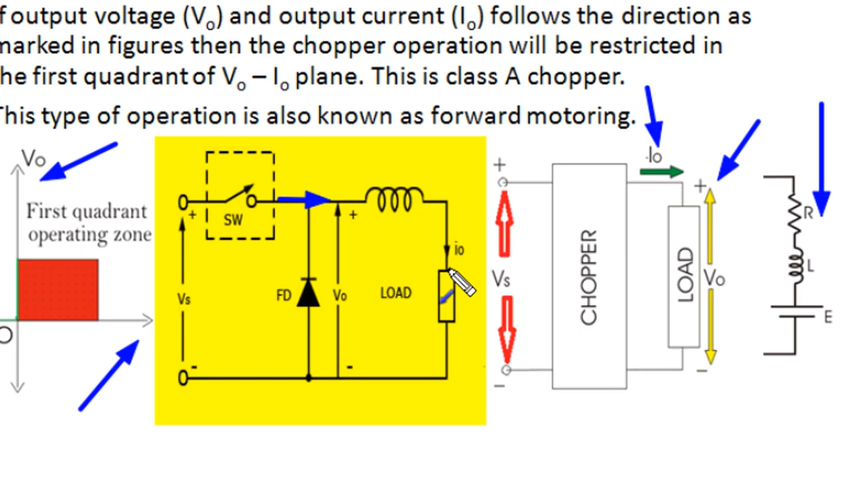 f output voltage (Vo) and output current (Io) follows the direction as
marked in figures then the chopper operation will be restricted in
he first quadrant of Vo – Io plane. This is class A chopper.
This type of operation is also known as forward motoring.
Vo
First quadrant
operating zone
O
SW
+
+
Vs
FD
Vo
LOAD
io
-
-
+
Vs
−
CHOPPER
Io
+
LOAD
Vo
−
R
L
E